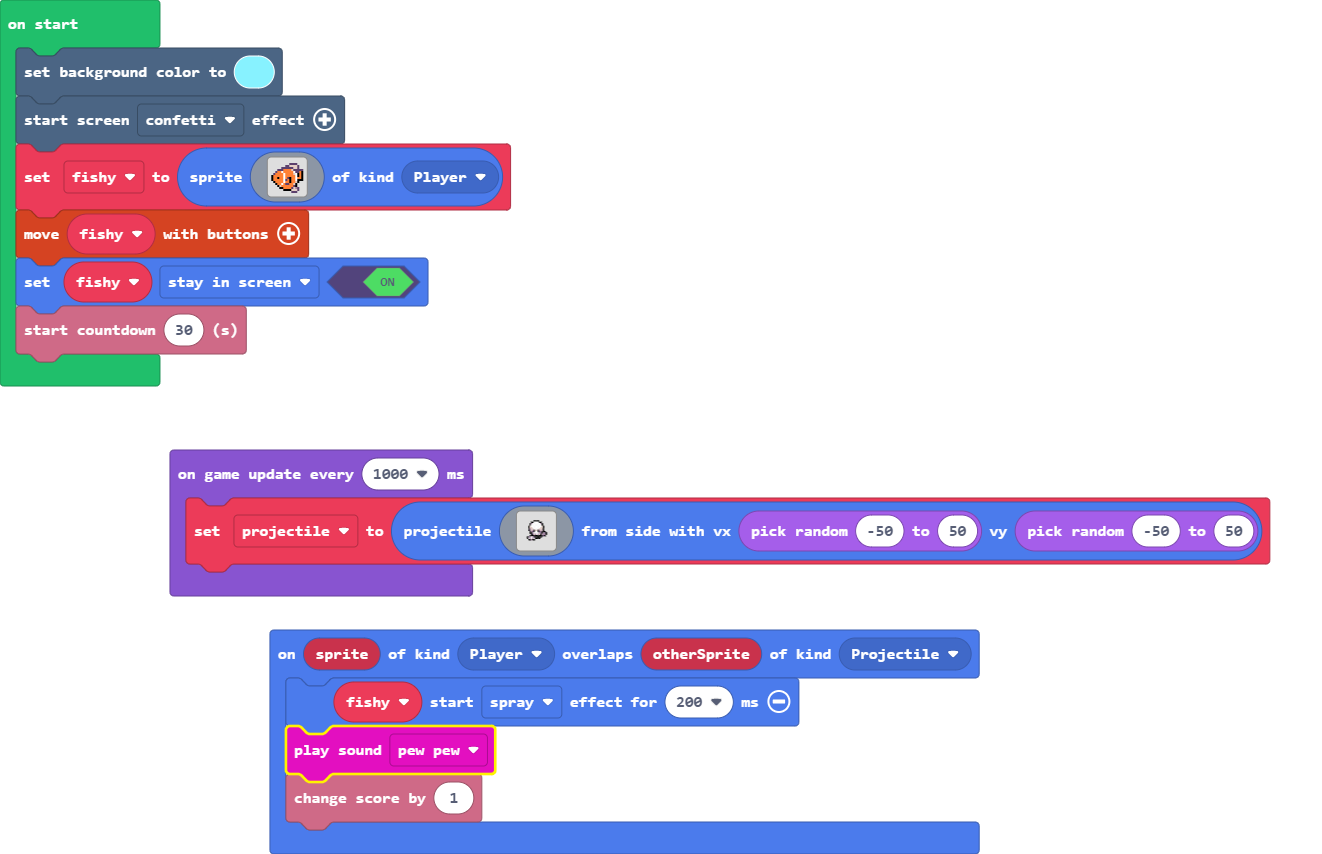 on start
set background color to
start screen confetti effect
set fishy to sprite of kind Player
move fishy with buttons
set fishy stay in screen ON
start countdown 30 (s)
on game update every 1000 ms
set projectile to projectile from side with vx pick random -50 to 50 vy pick random -50 to 50
on sprite of kind Player overlaps otherSprite of kind Projectile
fishy start spray effect for 200 ms
play sound pew pew
change score by 1